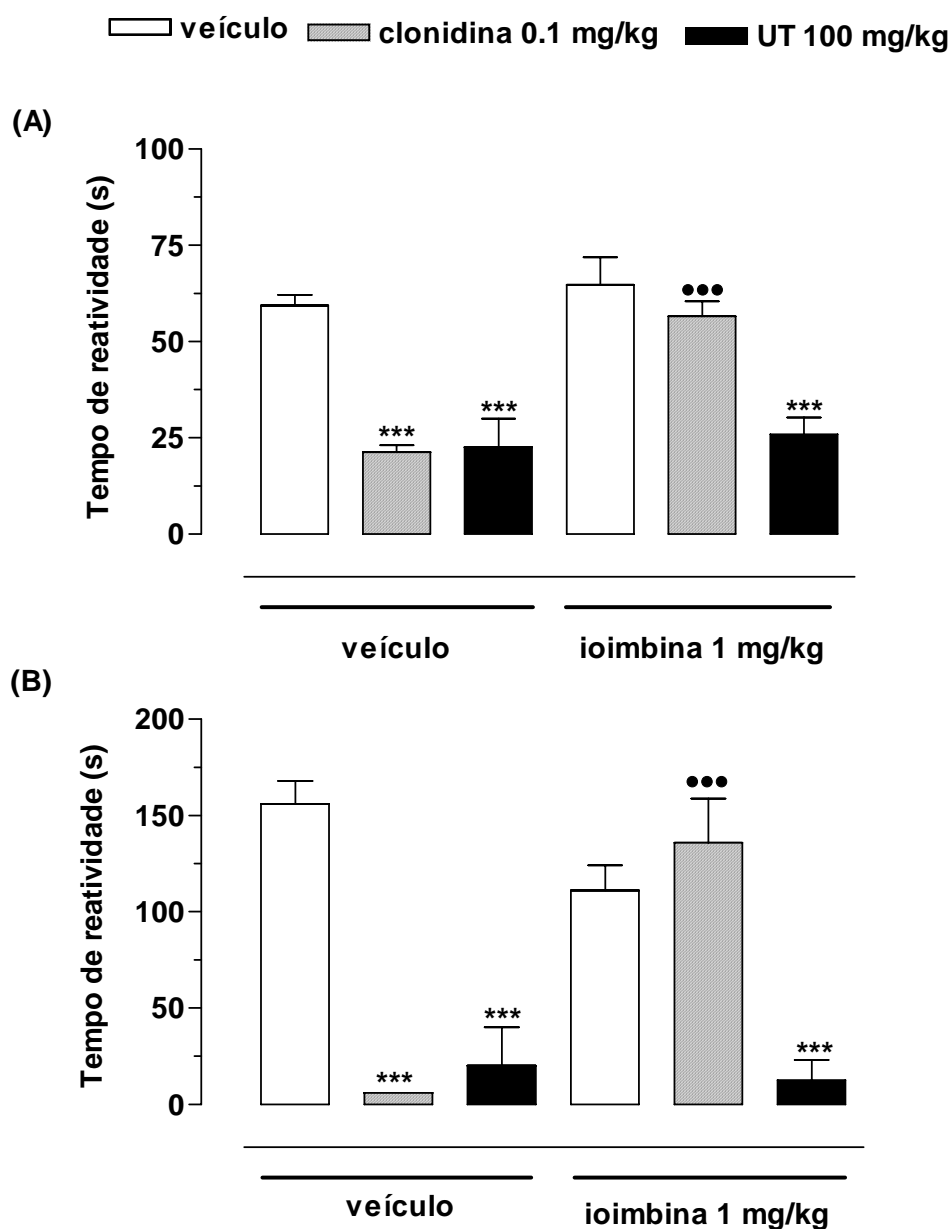 veículo clonidina 0.1 mg/kg UT 100 mg/kg
(A)
Tempo de reatividade (s)
100
75
50
25
0
***
***
●●●
***
veículo ioimbina 1 mg/kg
(B)
Tempo de reatividade (s)
200
150
100
50
0
***
***
●●●
***
veículo ioimbina 1 mg/kg